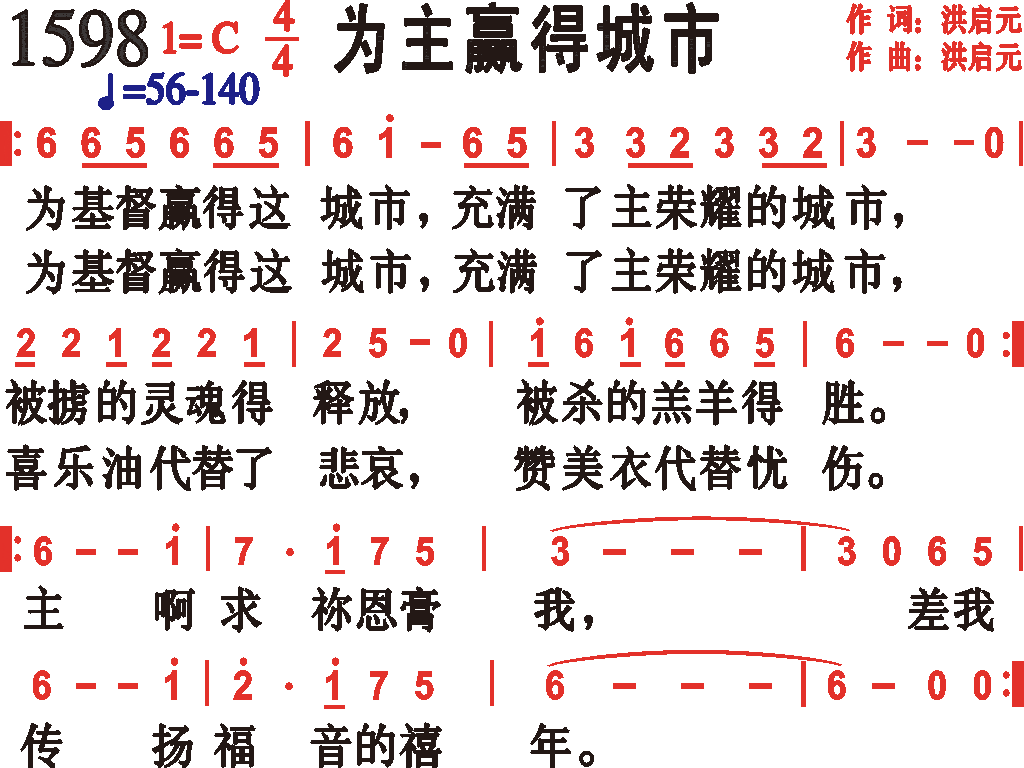 1598 1=C 4/4 为主赢得城市 作 词：洪启元
♩=56-140 作 曲：洪启元
‖: 6 6 5 6 6 5 | 6 i – 6 5 | 3 3 2 3 3 2 | 3 – – 0 |
为基督赢得这 城市，充满 了主荣耀的城市，
为基督赢得这 城市，充满 了主荣耀的城市，
2 2 1 2 2 1 | 2 5 – 0 | i 6 i 6 6 5 | 6 – – 0 :‖
被掳的灵魂得 释放， 被杀的羔羊得 胜。
喜乐油代替了 悲哀， 赞美衣代替忧 伤。
‖: 6 – – i | 7 · i 7 5 | 3 – – – | 3 0 6 5 |
主 啊 求 祢恩膏 我， 差我
6 – – i | 2̇ · i 7 5 | 6 – – – | 6 – 0 0 :‖
传 扬 福 音的禧 年。